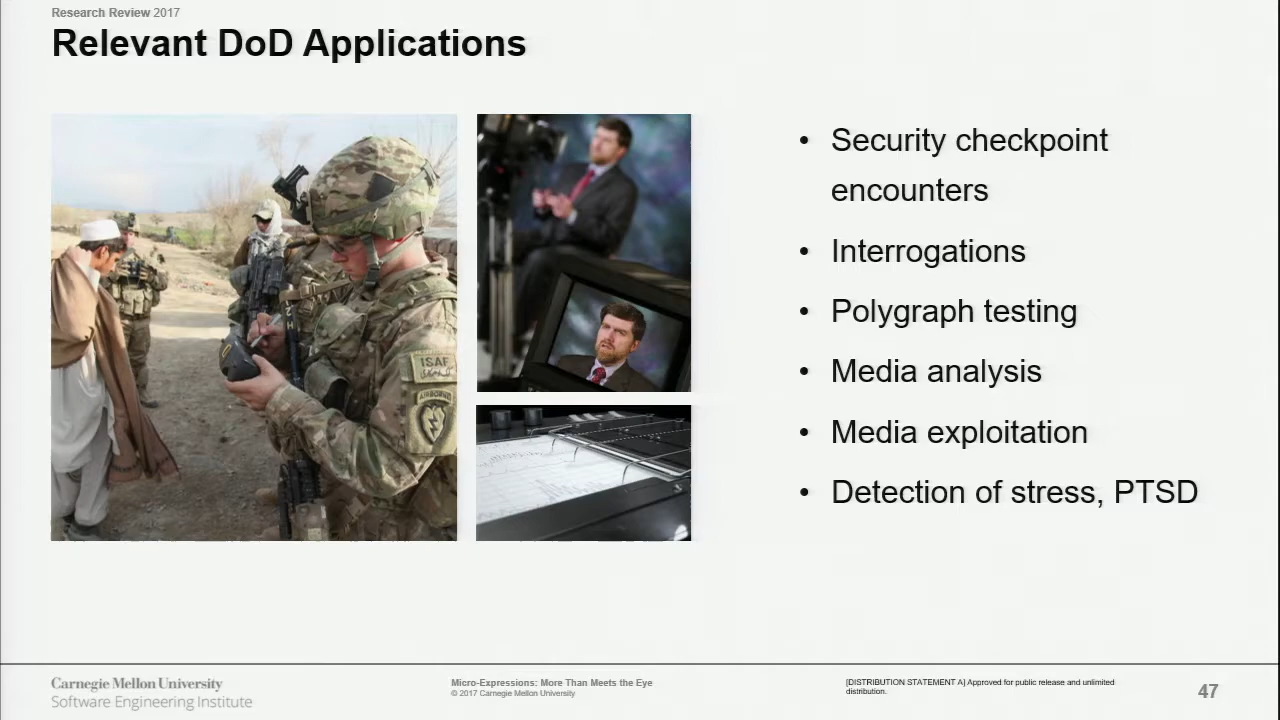 Research Review 2017
Relevant DoD Applications
ISAF
AIRBORNE
• Security checkpoint
encounters
• Interrogations
• Polygraph testing
• Media analysis
• Media exploitation
• Detection of stress, PTSD
Carnegie Mellon University
Software Engineering Institute
Micro-Expressions: More Than Meets the Eye
© 2017 Carnegie Mellon University
[DISTRIBUTION STATEMENT A] Approved for public release and unlimited
distribution.
47